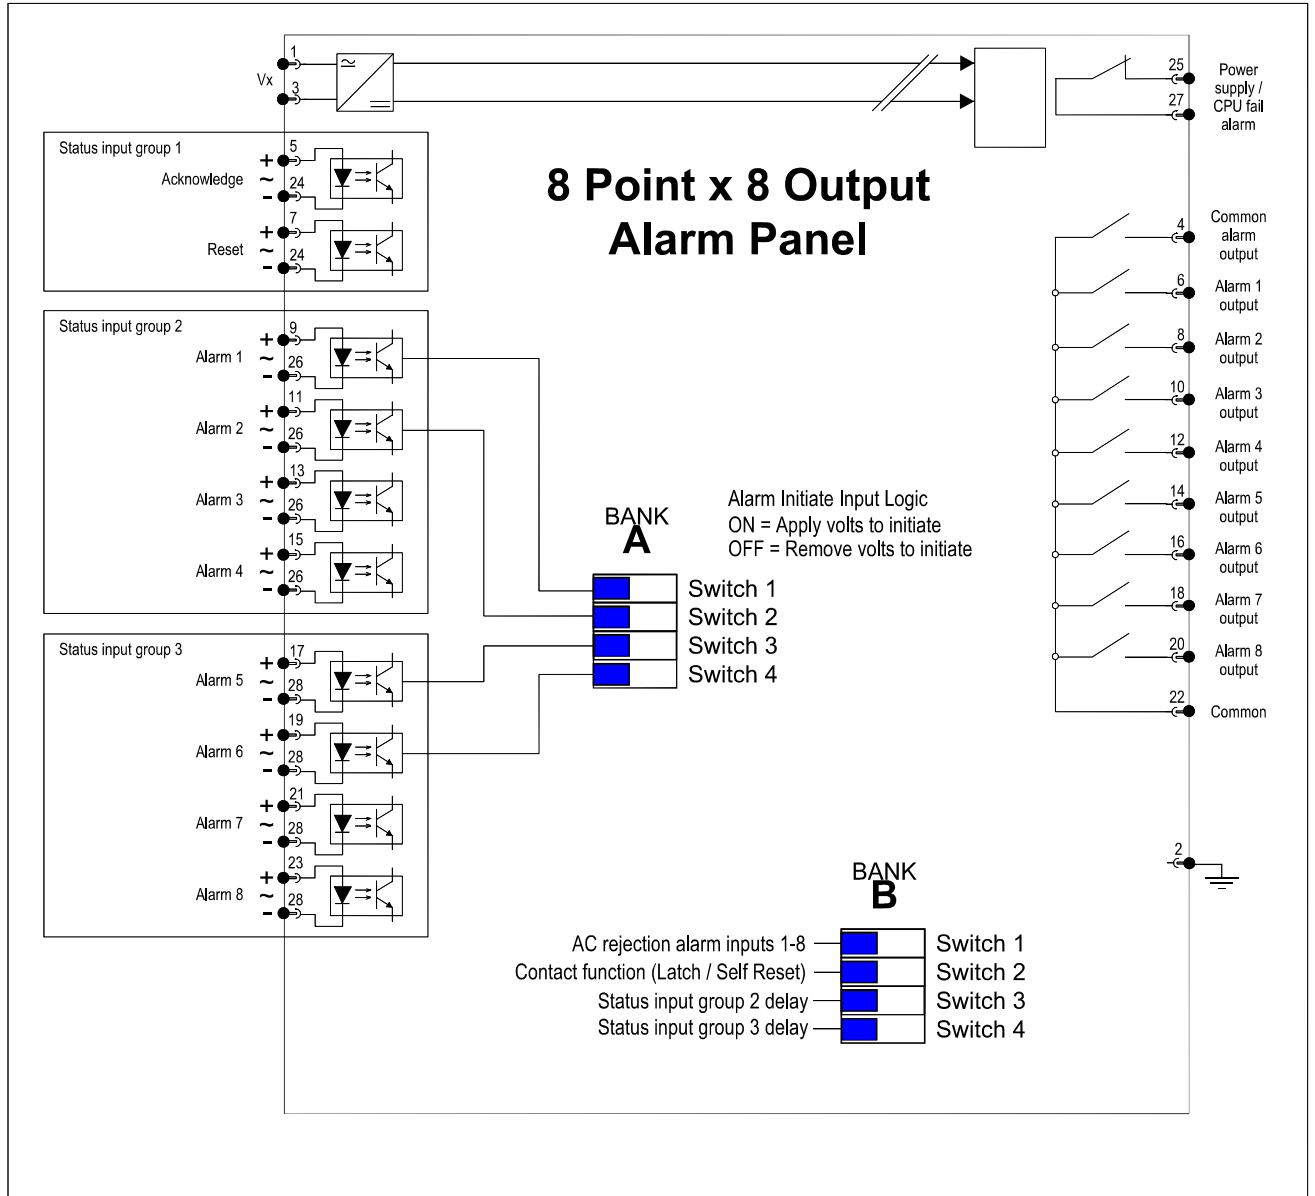 1
Vx
3
25
Power
supply /
CPU fail
alarm
27
8 Point x 8 Output
Alarm Panel
Status input group 1
+ 5
Acknowledge ~
- 24
+ 7
Reset ~
- 24
Status input group 2
+ 9
Alarm 1 ~
- 26
+ 11
Alarm 2 ~
- 26
+ 13
Alarm 3 ~
- 26
+ 15
Alarm 4 ~
- 26
Status input group 3
+ 17
Alarm 5 ~
- 28
+ 19
Alarm 6 ~
- 28
+ 21
Alarm 7 ~
- 28
+ 23
Alarm 8 ~
- 28
BANK
A
Switch 1
Switch 2
Switch 3
Switch 4
Alarm Initiate Input Logic
ON = Apply volts to initiate
OFF = Remove volts to initiate
4
Common
alarm
output
6
Alarm 1
output
8
Alarm 2
output
10
Alarm 3
output
12
Alarm 4
output
14
Alarm 5
output
16
Alarm 6
output
18
Alarm 7
output
20
Alarm 8
output
22
Common
2
BANK
B
AC rejection alarm inputs 1-8 Switch 1
Contact function (Latch / Self Reset) Switch 2
Status input group 2 delay Switch 3
Status input group 3 delay Switch 4